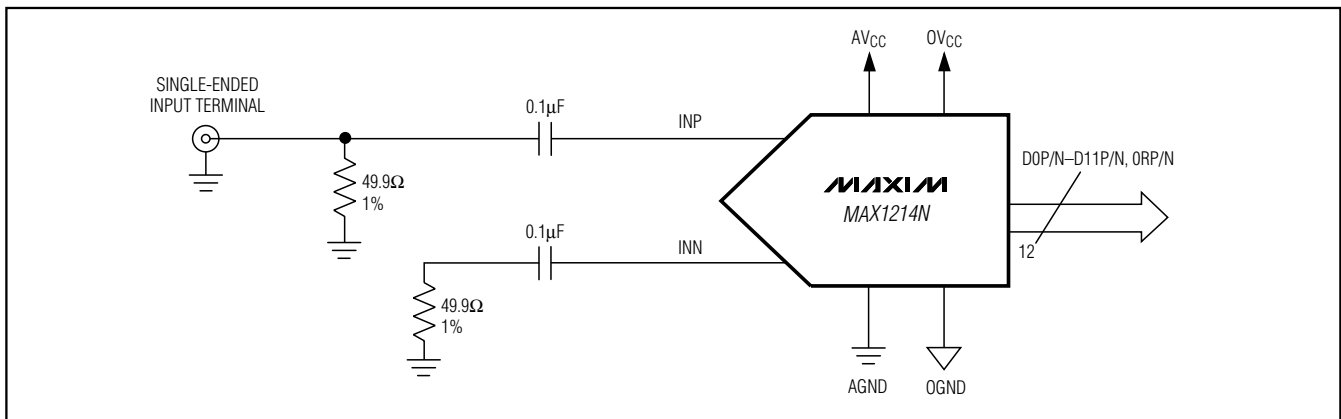 AVCC
OVCC
SINGLE-ENDED
INPUT TERMINAL
0.1µF
INP
D0P/N–D11P/N, 0RP/N
49.9Ω
1%
MAXIM
MAX1214N
0.1µF
INN
12
49.9Ω
1%
AGND
OGND